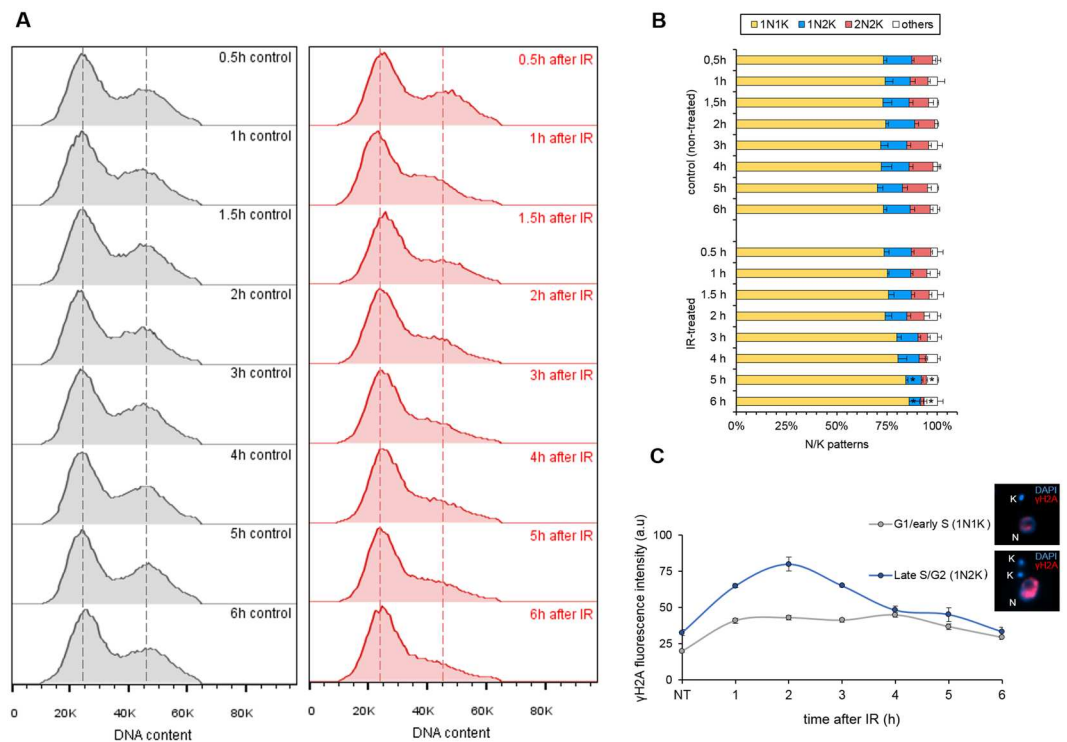 A
0.5h control
1h control
1.5h control
2h control
3h control
4h control
5h control
6h control
0 20K 40K 60K 80K
DNA content
0.5h after IR
1h after IR
1.5h after IR
2h after IR
3h after IR
4h after IR
5h after IR
6h after IR
0 20K 40K 60K 80K
DNA content
B
1N1K 1N2K 2N2K others
control (non-treated)
0,5h
1h
1,5h
2h
3h
4h
5h
6h
IR-treated
0.5 h
1 h
1.5 h
2 h
3 h
4 h
5 h * *
6 h * *
0% 25% 50% 75% 100%
N/K patterns
C
γH2A fluorescence intensity (a.u)
100
75
50
25
0
NT 1 2 3 4 5 6
time after IR (h)
G1/early S (1N1K)
Late S/G2 (1N2K)
DAPI
γH2A
K
N
DAPI
γH2A
K
K
N